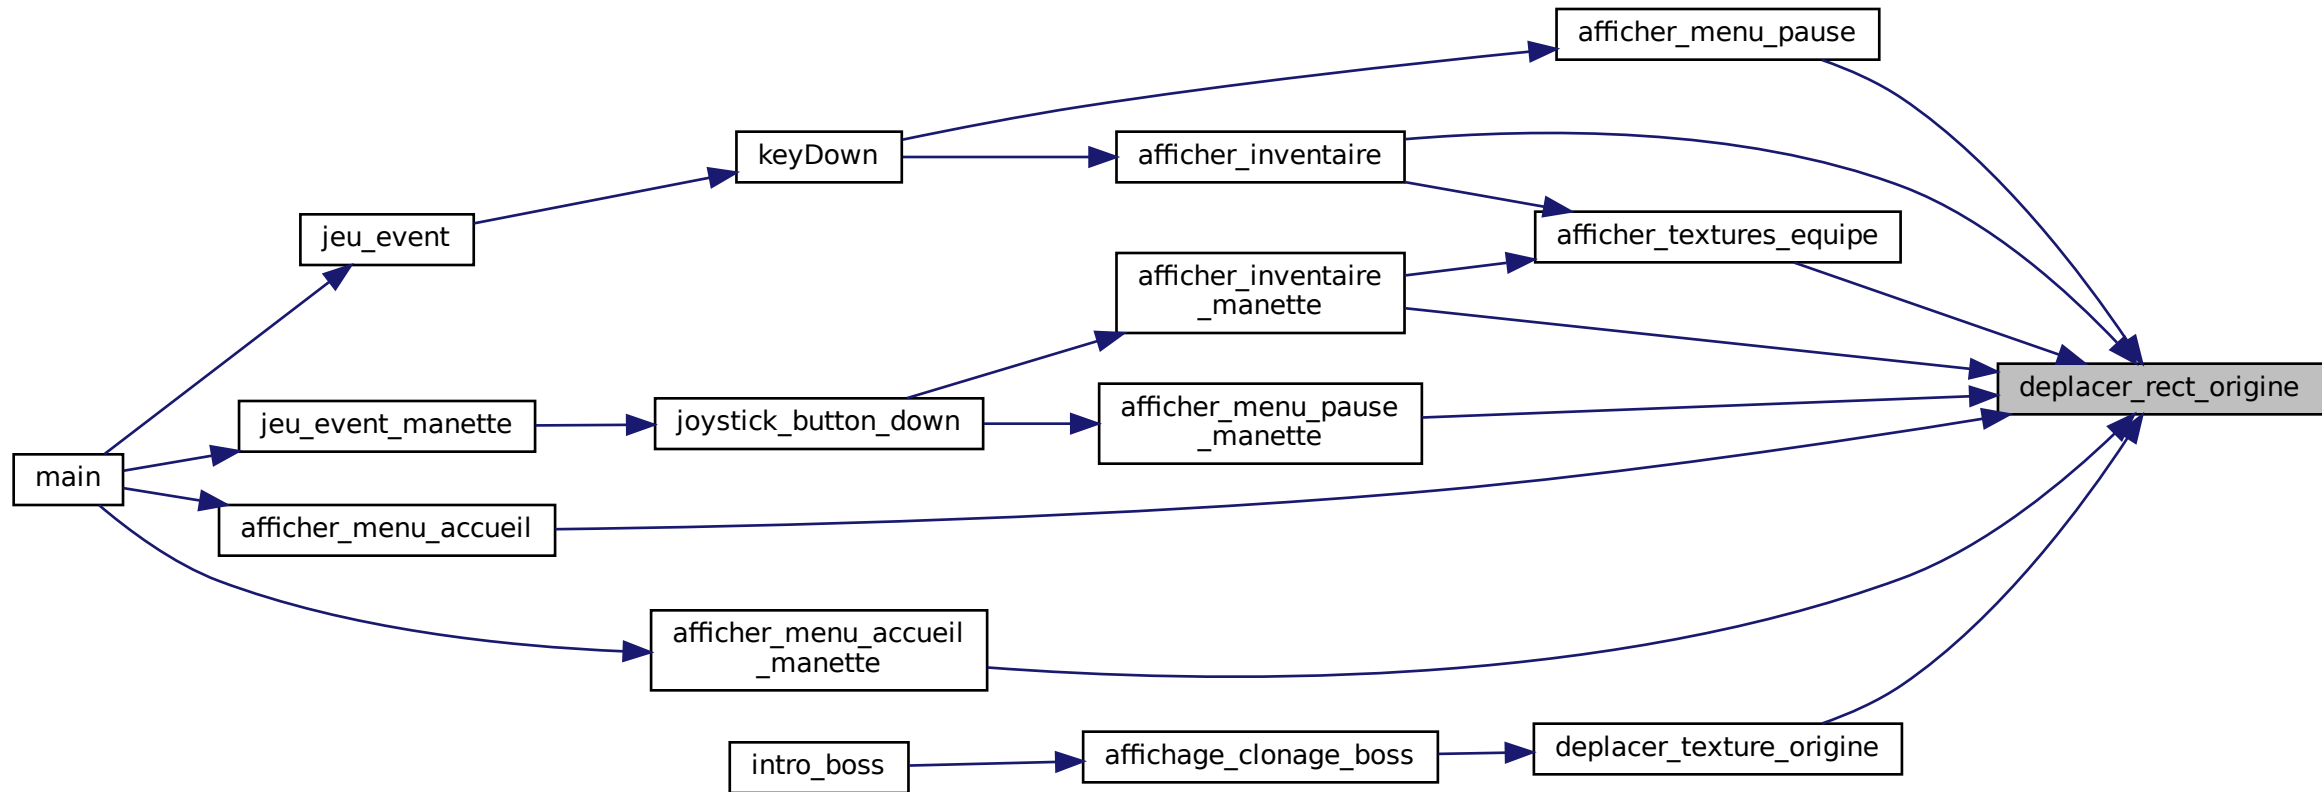 afficher_menu_pause
keyDown
afficher_inventaire
jeu_event
afficher_textures_equipe
afficher_inventaire
_manette
deplacer_rect_origine
jeu_event_manette
joystick_button_down
afficher_menu_pause
_manette
main
afficher_menu_accueil
afficher_menu_accueil
_manette
intro_boss
affichage_clonage_boss
deplacer_texture_origine